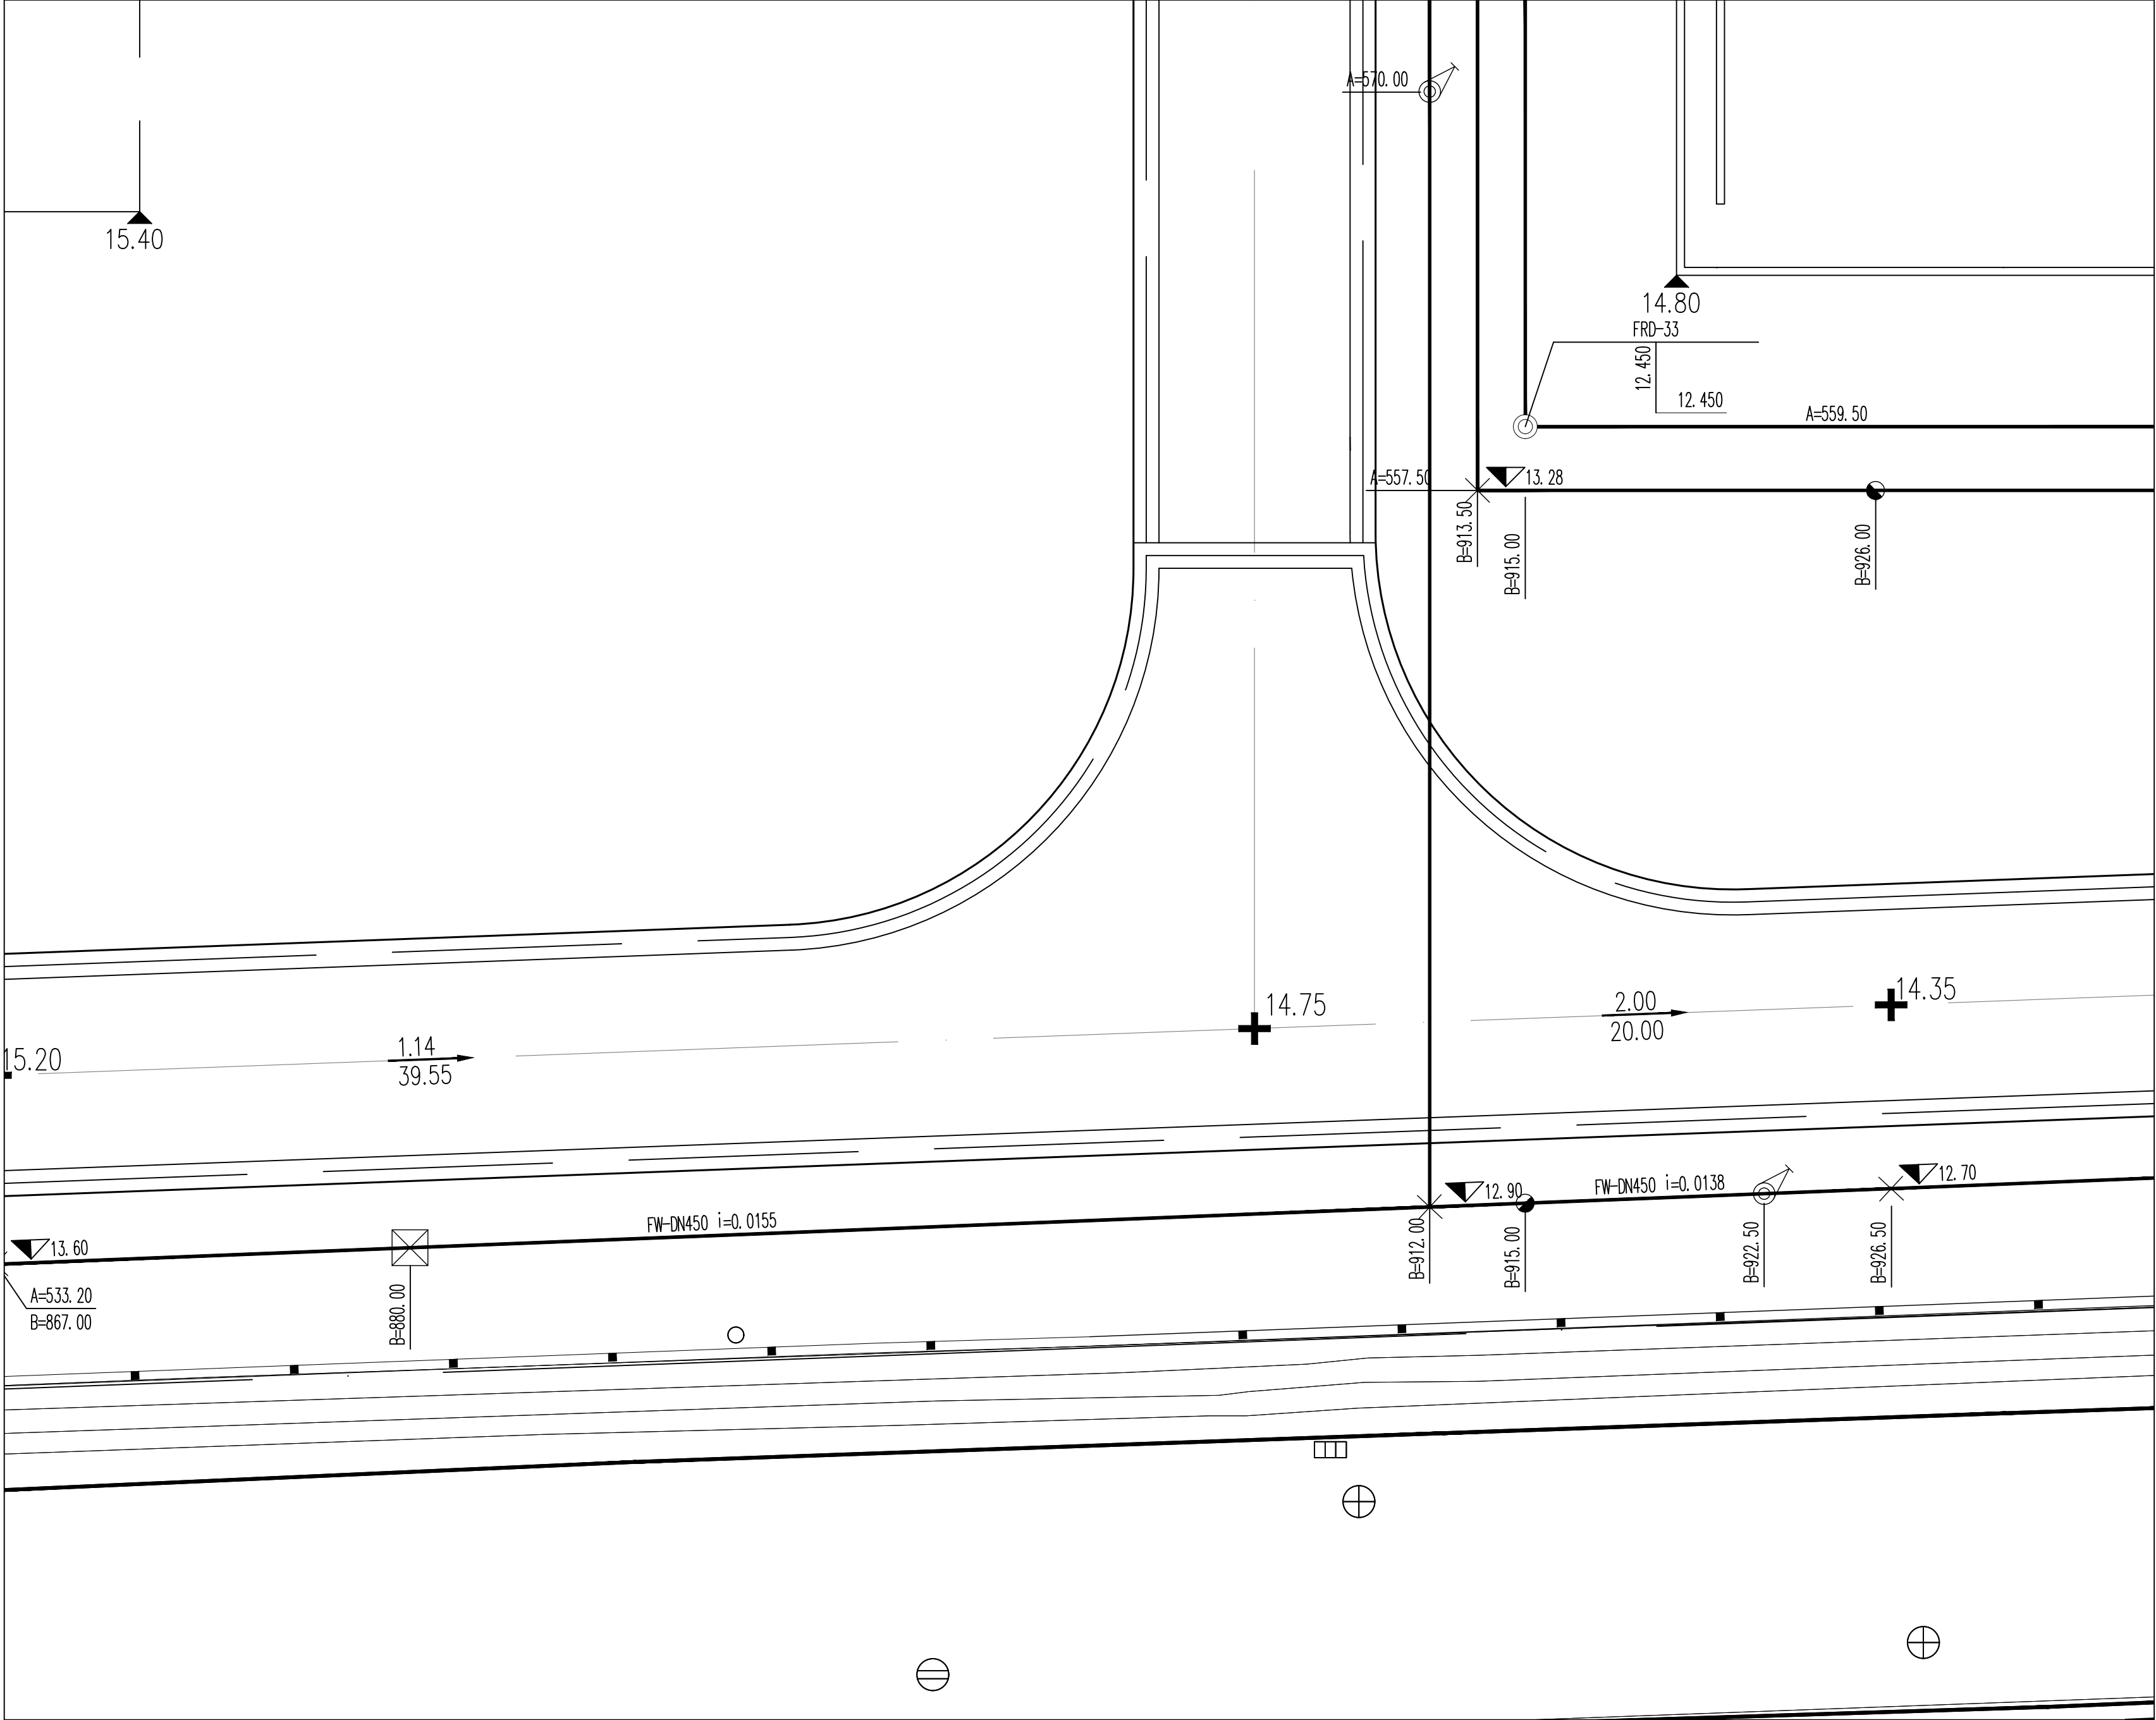 A=570.00
15.40
14.80
FRD-33
12.450
12.450
A=559.50
A=557.50
13.28
B=913.50
B=915.00
B=926.00
14.75
2.00
20.00
14.35
15.20
1.14
39.55
FW-DN450 i=0.0138
12.70
12.90
FW-DN450 i=0.0155
13.60
B=912.00
B=915.00
B=922.50
B=926.50
A=533.20
B=867.00
B=880.00